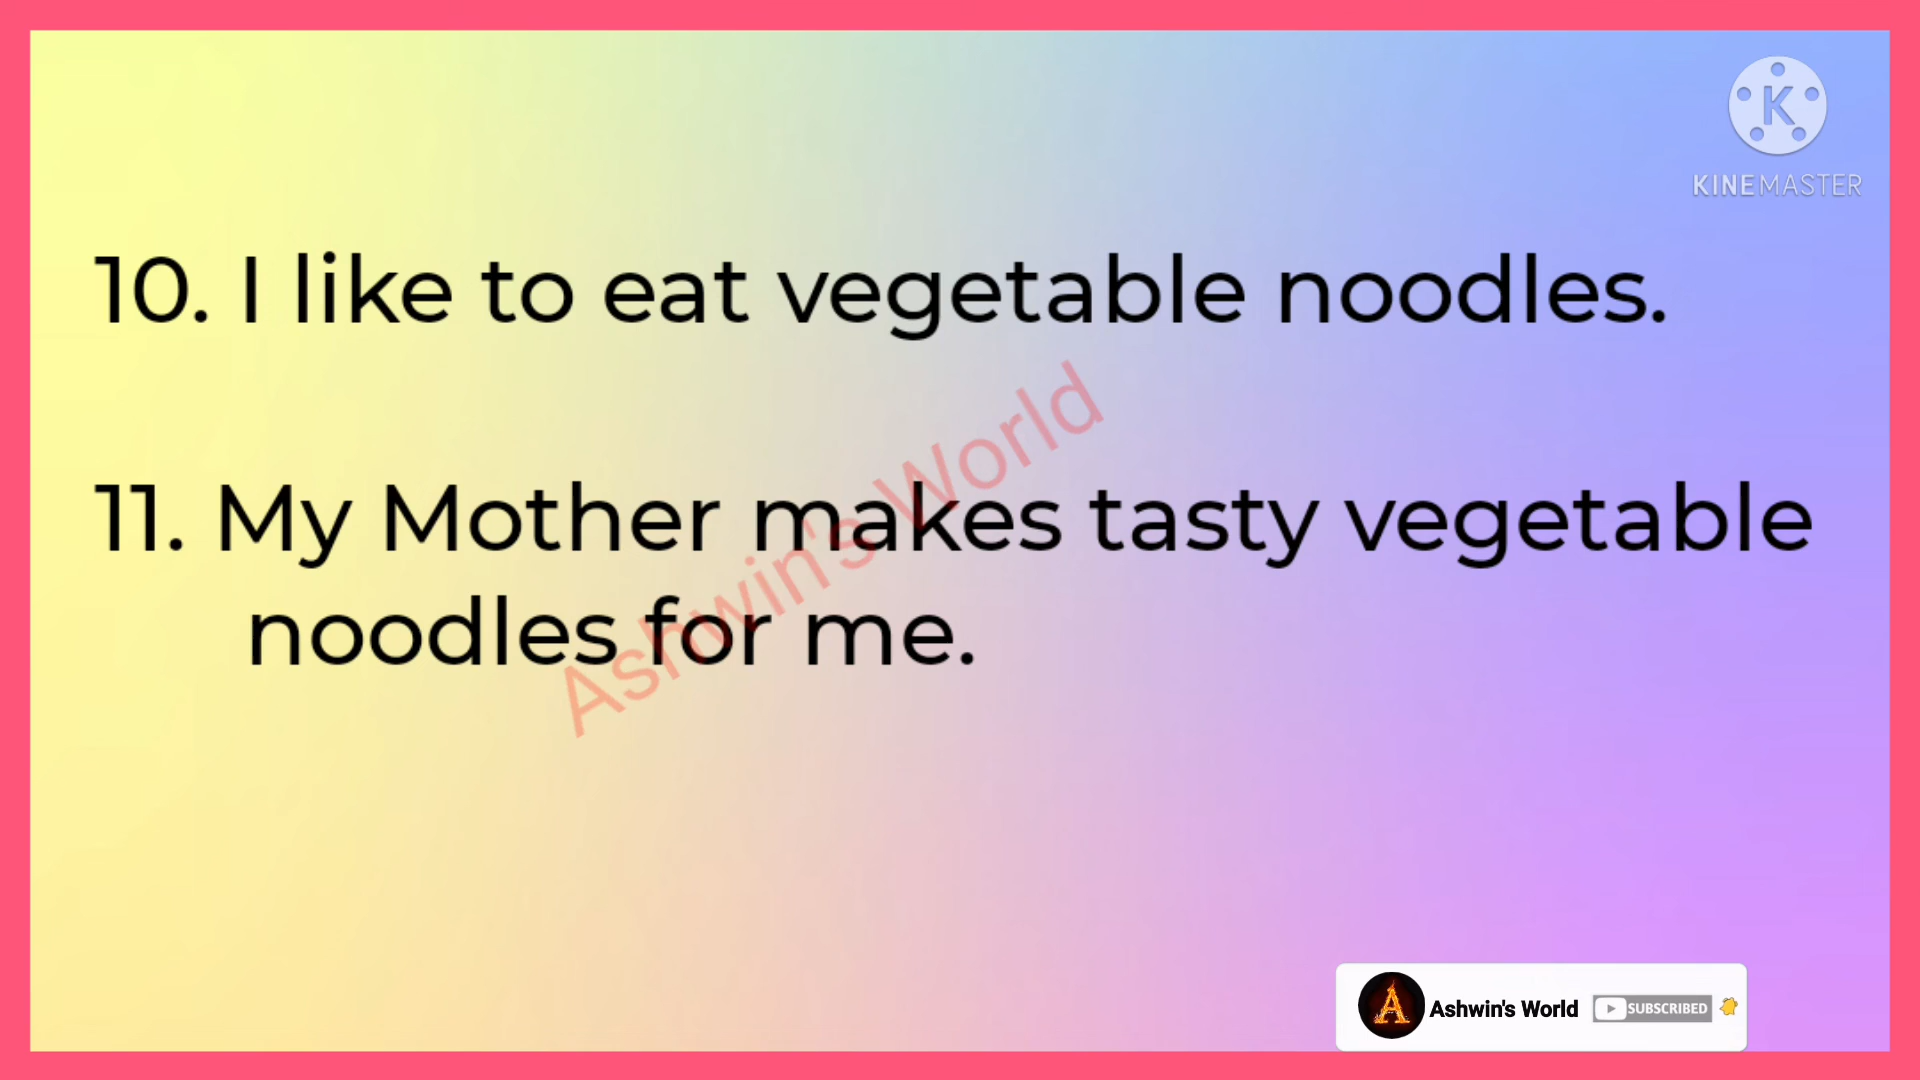 K
KINEMASTER
10. I like to eat vegetable noodles.
11. My Mother makes tasty vegetable
noodles for me.
Ashwin's World
A
Ashwin's World
SUBSCRIBED